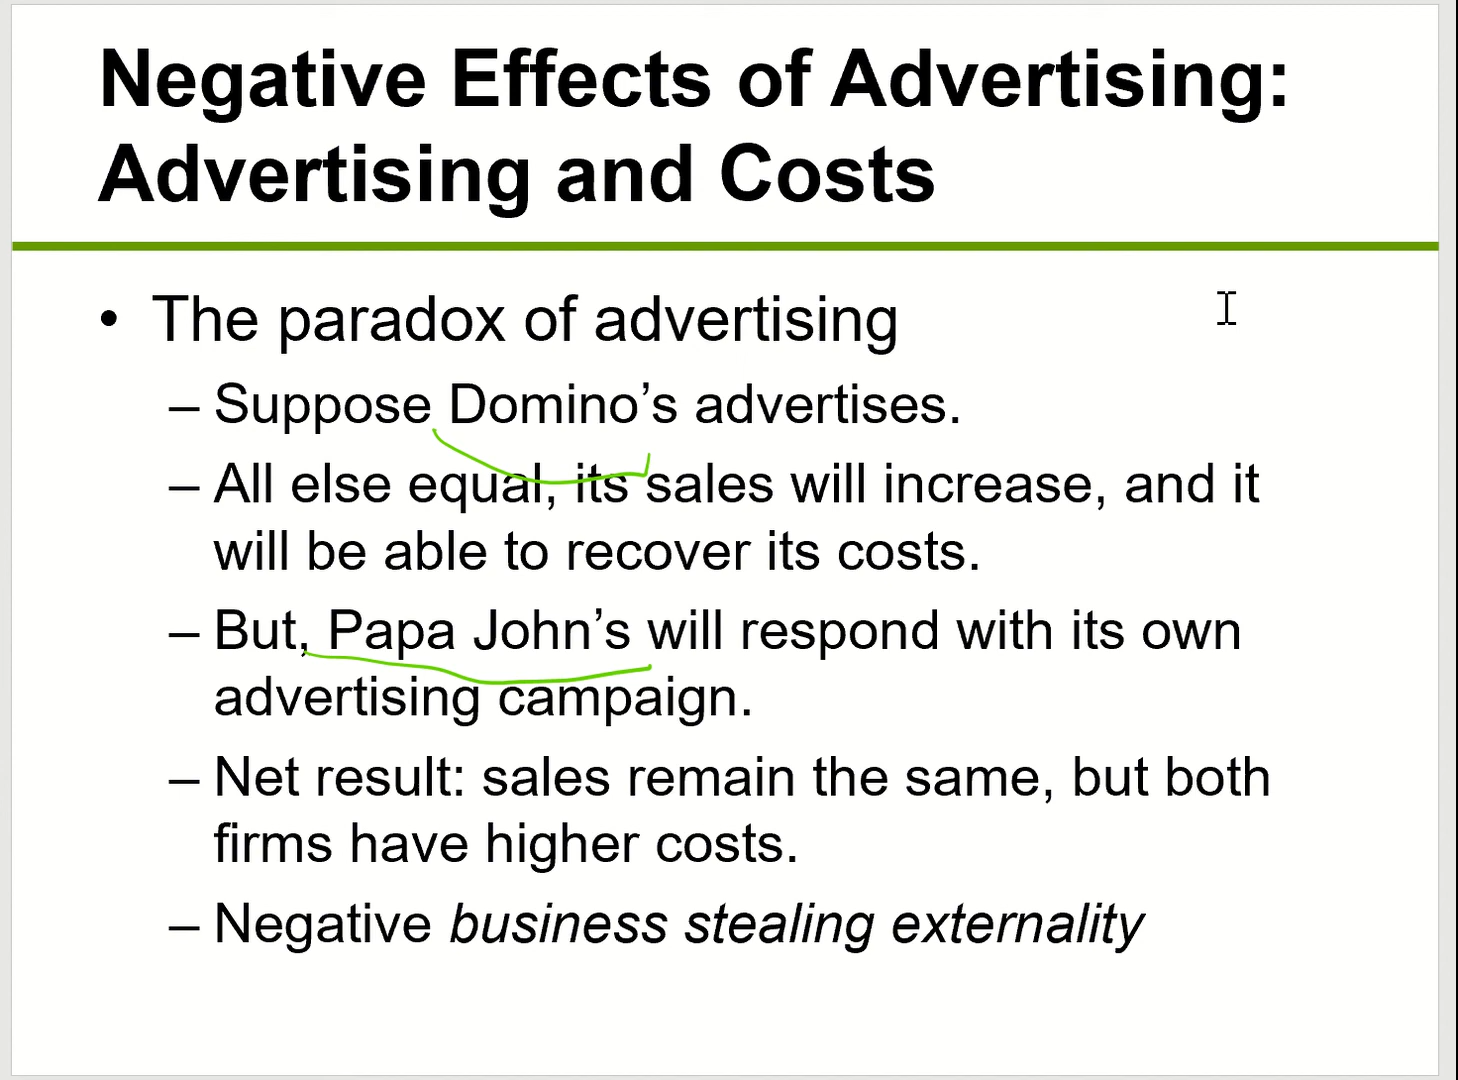 Negative Effects of Advertising:
Advertising and Costs
• The paradox of advertising
– Suppose Domino’s advertises.
– All else equal, its sales will increase, and it
will be able to recover its costs.
– But, Papa John’s will respond with its own
advertising campaign.
– Net result: sales remain the same, but both
firms have higher costs.
– Negative business stealing externality